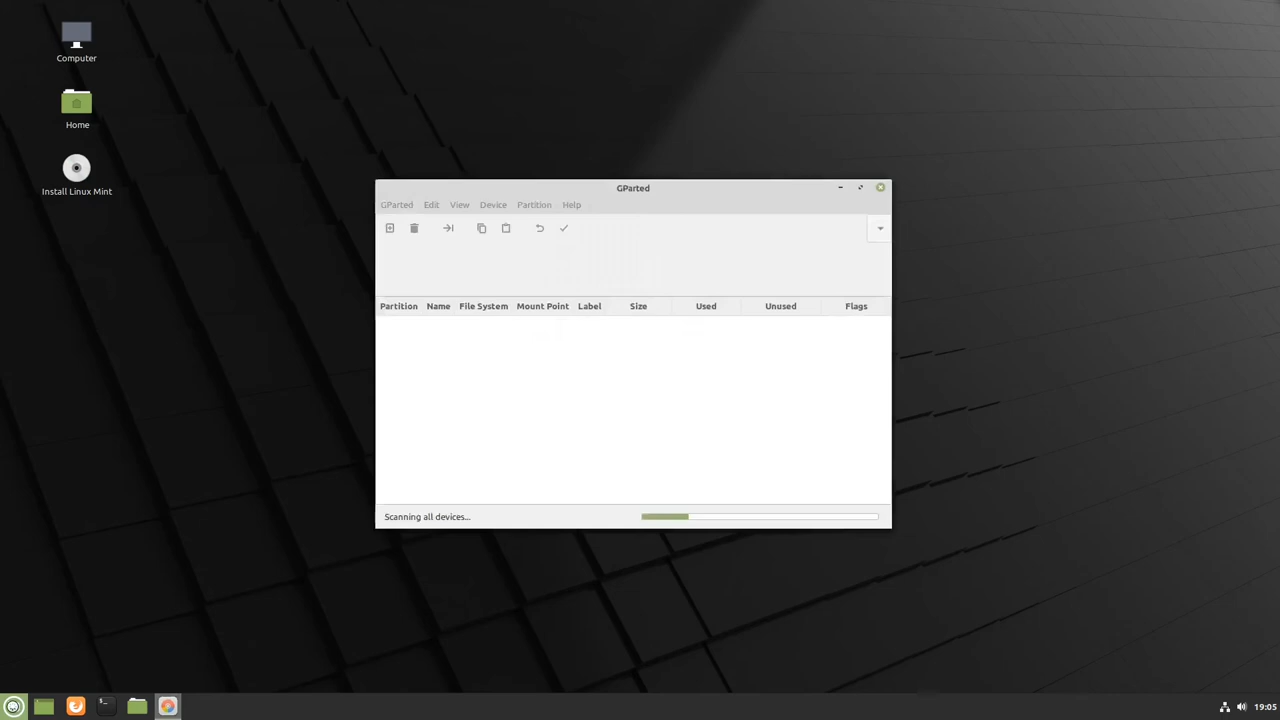 Computer
Home
Install Linux Mint
GParted
GParted Edit View Device Partition Help
Partition Name File System Mount Point Label Size Used Unused Flags
Scanning all devices...
19:05